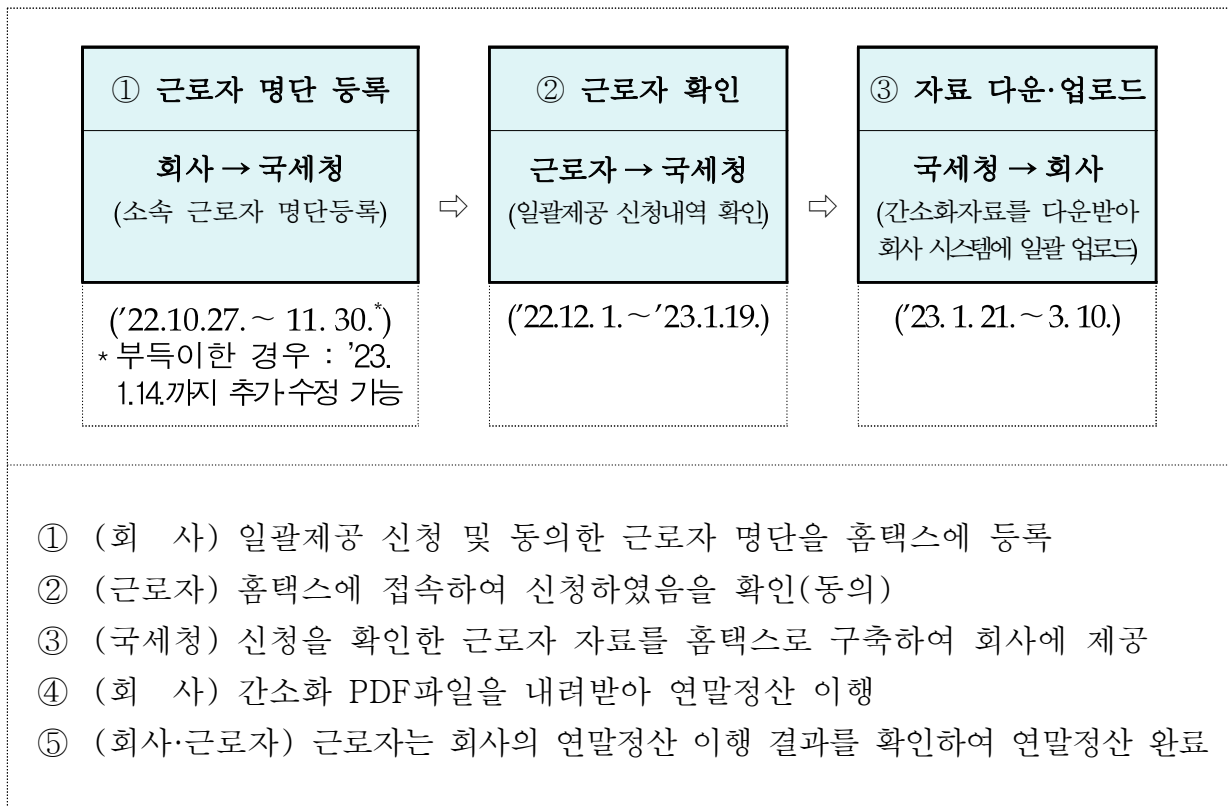 ① 근로자 명단 등록
회사 → 국세청
(소속 근로자 명단등록)
('22.10.27.~ 11. 30.*)
* 부득이한 경우 : '23.
1.14.까지 추가·수정 가능
⇨
② 근로자 확인
근로자 → 국세청
(일괄제공 신청내역 확인)
('22.12. 1.~'23.1.19.)
⇨
③ 자료 다운·업로드
국세청 → 회사
(간소화자료를 다운받아
회사 시스템에 일괄 업로드)
('23. 1. 21.~ 3. 10.)
① (회 사) 일괄제공 신청 및 동의한 근로자 명단을 홈택스에 등록
② (근로자) 홈택스에 접속하여 신청하였음을 확인(동의)
③ (국세청) 신청을 확인한 근로자 자료를 홈택스로 구축하여 회사에 제공
④ (회 사) 간소화 PDF파일을 내려받아 연말정산 이행
⑤ (회사·근로자) 근로자는 회사의 연말정산 이행 결과를 확인하여 연말정산 완료